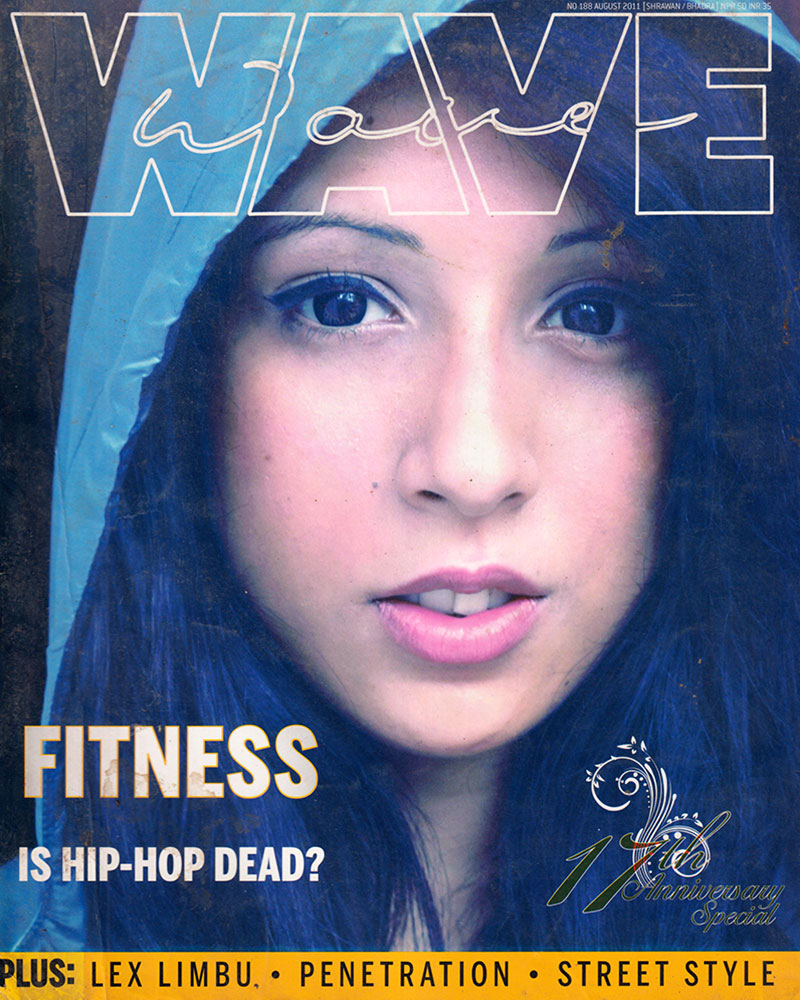 NO 188 AUGUST 2011 | SHRAWAN / BHADRA | NPR 50 INR 35
WAVE
FITNESS
IS HIP-HOP DEAD?
17th
Anniversary
Special
PLUS: LEX LIMBU • PENETRATION • STREET STYLE